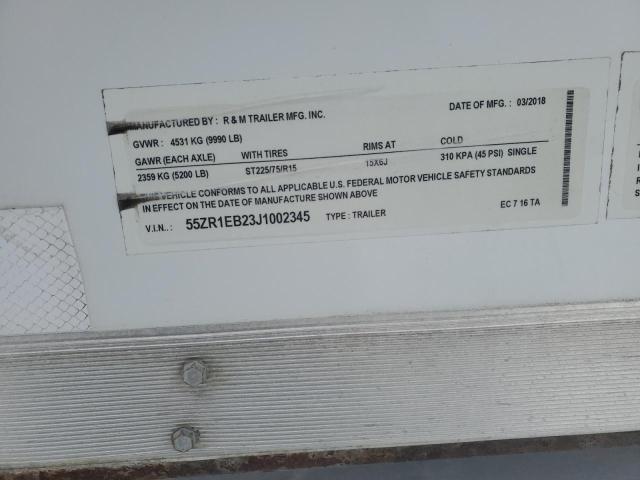 MANUFACTURED BY : R & M TRAILER MFG. INC. DATE OF MFG. : 03/2018
GVWR : 4531 KG (9990 LB)
GAWR (EACH AXLE) WITH TIRES RIMS AT COLD
2359 KG (5200 LB) ST225/75/R15 15X6J 310 KPA (45 PSI) SINGLE
VEHICLE CONFORMS TO ALL APPLICABLE U.S. FEDERAL MOTOR VEHICLE SAFETY STANDARDS
IN EFFECT ON THE DATE OF MANUFACTURE SHOWN ABOVE
V.I.N.. : 55ZR1EB23J1002345 TYPE : TRAILER EC 7 16 TA